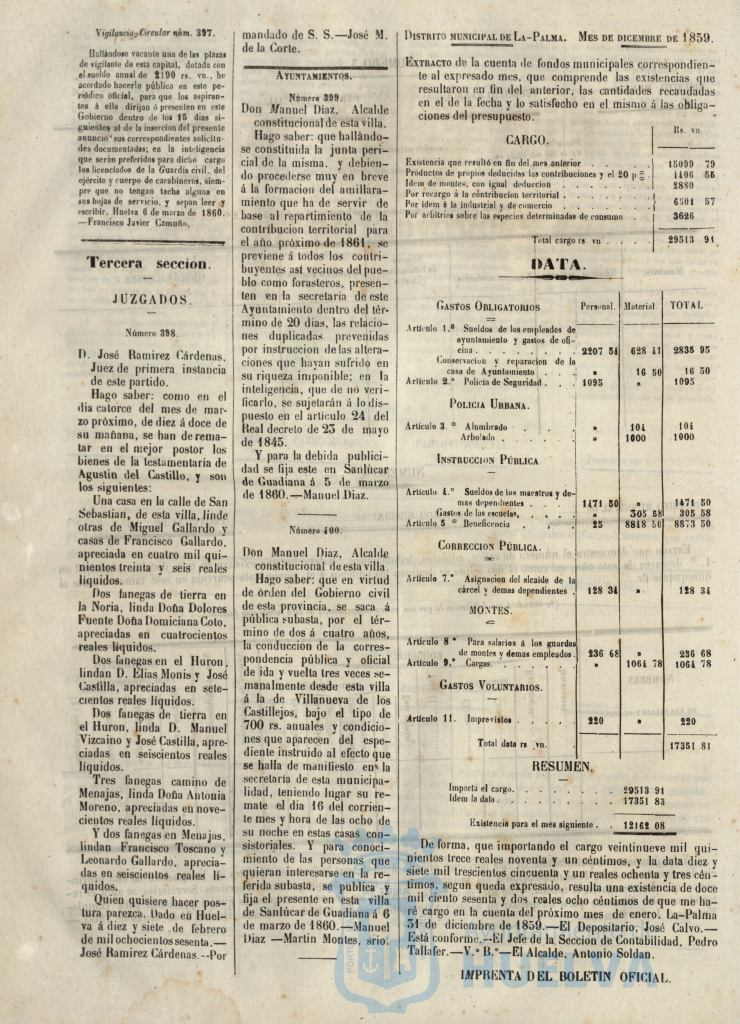 Vigilancia-Circular núm. 397.
Hallándose vacante una de las plazas
de vigilante de esta capital, dotada con
el sueldo anual de 2190 rs. vn., he
acordado hacerlo público en este pe-
riódico oficial, para que los aspiran-
tes á ella dirijan ó presenten en este
Gobierno dentro de los 15 dias si-
guientes al de la insercion del presente
anuncio sus correspondientes solicitu-
des documentadas; en la inteligencia
que serán preferidos para dicho cargo
los licenciados de la Guardia civil, del
ejército y cuerpo de carabineros, siem-
pre que no tengan tacha alguna en
sus hojas de servicio, y sepan leer y
escribir. Huelva 6 de marzo de 1860.
—Francisco Javier Camuño.
Tercera seccion.
JUZGADOS.
Número 398.
D. José Ramirez Cárdenas,
Juez de primera instancia
de este partido.
Hago saber: como en el
dia catorce del mes de mar-
zo próximo, de diez á doce de
su mañana, se han de rema-
tar en el mejor postor los
bienes de la testamentaria de
Agustin del Castillo, y son
los siguientes:
Una casa en la calle de San
Sebastian, de esta villa, linde
otras de Miguel Gallardo y
casas de Francisco Gallardo,
apreciada en cuatro mil qui-
nientos treinta y seis reales
líquidos.
Dos fanegas de tierra en
la Noria, linda Doña Dolores
Fuente Doña Domiciana Coto,
apreciadas en cuatrocientos
reales líquidos.
Dos fanegas en el Huron,
lindan D. Elias Monis y José
Castilla, apreciadas en sete-
cientos reales líquidos.
Dos fanegas de tierra en
el Huron, linda D. Manuel
Vizcaino y José Castilla, apre-
ciadas en seiscientos reales
líquidos.
Tres fanegas camino de
Menajas, linda Doña Antonia
Moreno, apreciadas en nove-
cientos reales líquidos.
Y dos fanegas en Menajas,
lindan Francisco Toscano y
Leonardo Gallardo, aprecia-
das en seiscientos reales lí-
quidos.
Quien quisiere hacer pos-
tura parezca. Dado en Huel-
va á diez y siete de febrero
de mil ochocientos sesenta.—
José Ramirez Cárdenas.--Por
mandado de S. S.—José M.
de la Corte.
AYUNTAMIENTOS.
Número 399.
Don Manuel Diaz, Alcalde
constitucional de esta villa.
Hago saber: que hallándo-
se constituida la junta peri-
cial de la misma, y debien-
do procederse muy en breve
á la formacion del amillara-
miento que ha de servir de
base al repartimiento de la
contribucion territorial para
el año próximo de 1861, se
previene á todos los contri-
buyentes asi vecinos del pue-
blo como forasteros, presen-
ten en la secretaría de este
Ayuntamiento dentro del tér-
mino de 20 dias, las relacio-
nes duplicadas prevenidas
por instruccion de las altera-
ciones que hayan sufrido en
su riqueza imponible; en la
inteligencia, que de no veri-
ficarlo, se sujetarán á lo dis-
puesto en el artículo 24 del
Real decreto de 23 de mayo
de 1845.
Y para la debida publici-
dad se fija este en Sanlúcar
de Guadiana á 5 de marzo
de 1860.—Manuel Diaz.
Número 400.
Don Manuel Diaz, Alcalde
constitucional de esta villa.
Hago saber: que en virtud
de órden del Gobierno civil
de esta provincia, se saca á
pública subasta, por el tér-
mino de dos á cuatro años,
la conduccion de la corres-
pondencia pública y oficial
de ida y vuelta tres veces se-
manalmente desde esta villa
á la de Villanueva de los
Castillejos, bajo el tipo de
700 rs. anuales y condicio-
nes que aparecen del espe-
diente instruido al efecto que
se halla de manifiesto en la
secretaría de esta municipa-
lidad, teniendo lugar su re-
mate el dia 16 del corrien-
te mes y hora de las ocho de
su noche en estas casas con-
sistoriales. Y para conoci-
miento de las personas que
quieran interesarse en la re-
ferida subasta, se publica y
fija el presente en esta villa
de Sanlúcar de Guadiana á 6
de marzo de 1860.—Manuel
Diaz —Martin Montes, srio.
DISTRITO MUNICIPAL DE LA-PALMA. MES DE DICEMBRE DE 1859.
EXTRACTO de la cuenta de fondos municipales correspondien-
te al expresado mes, que comprende las existencias que
resultaron en fin del anterior, las cantidades recaudadas
en el de la fecha y lo satisfecho en el mismo á las obliga-
ciones del presupuesto.
CARGO. Rs. vn
Existencia que resultó en fin del mes anterior . . . . . 15099 79
Productos de propios deducidas las contribuciones y el 20 p
Idem de montes, con igual deduccion . . . . . 2880
Por recargo á la contribucion territorial . . . . .
Por idem á la industrial y de comercio . . . . . 57
Por arbitrios sobre las especies determinadas de consumo . 3626
Total cargo rs. vn . . . . 29513 91
DATA.
GASTOS OBLIGATORIOS Personal. Material. TOTAL
Artículo 1.º Sueldos de los empleados de
ayuntamiento y gastos de ofi-
cina . . . . . . 2207 54 628 41 2835 95
Conservacion y reparacion de la
casa de Ayuntamiento . . . » 16 50 16 50
Artículo 2.º Policía de Seguridad . . . 1095 » 1095
POLICIA URBANA.
Artículo 3.º Alumbrado . . . » 104 104
Arbolado . . . . . » 1000 1000
INSTRUCCION PÚBLICA
Artículo 4.º Sueldos de los maestros y de-
mas dependientes . . . . 1471 50 » 1471 50
Gastos de las escuelas, . . . . » 305 58 305 58
Artículo 5º Beneficencia . . . . 25 8848 50 8873 50
CORRECCION PÚBLICA.
Artículo 7.º Asignacion del alcaide de la
cárcel y demas dependientes . 128 34 » 128 34
MONTES.
Artículo 8º Para salarios á los guardas
de montes y demas empleados. 236 68 » 236 68
Artículo 9.º Cargas. . . . . . » 1064 78 1064 78
GASTOS VOLUNTARIOS.
Artículo 11. Imprevistos . . . . . 220 » 220
Total data rs .vn. . . . 17351 81
RESUMEN.
Importa el cargo. . . . . . . 29513 91
Idem la data . . . . . . . . 17351 83
Existencia para el mes siguiente . . 12162 08
De forma, que importando el cargo veintinueve mil qui-
nientos trece reales noventa y un céntimos, y la data diez y
siete mil trescientos cincuenta y un reales ochenta y tres cén-
timos, segun queda expresado, resulta una existencia de doce
mil ciento sesenta y dos reales ocho céntimos de que me ha-
ré cargo en la cuenta del próximo mes de enero. La-Palma
31 de diciembre de 1859.—El Depositario, José Calvo.—
Está conforme.--El Jefe de la Seccion de Contabilidad, Pedro
Tallafer.—V.º B.º—El Alcalde, Antonio Soldan.
IMPRENTA DEL BOLETIN OFICIAL.
HUELVA